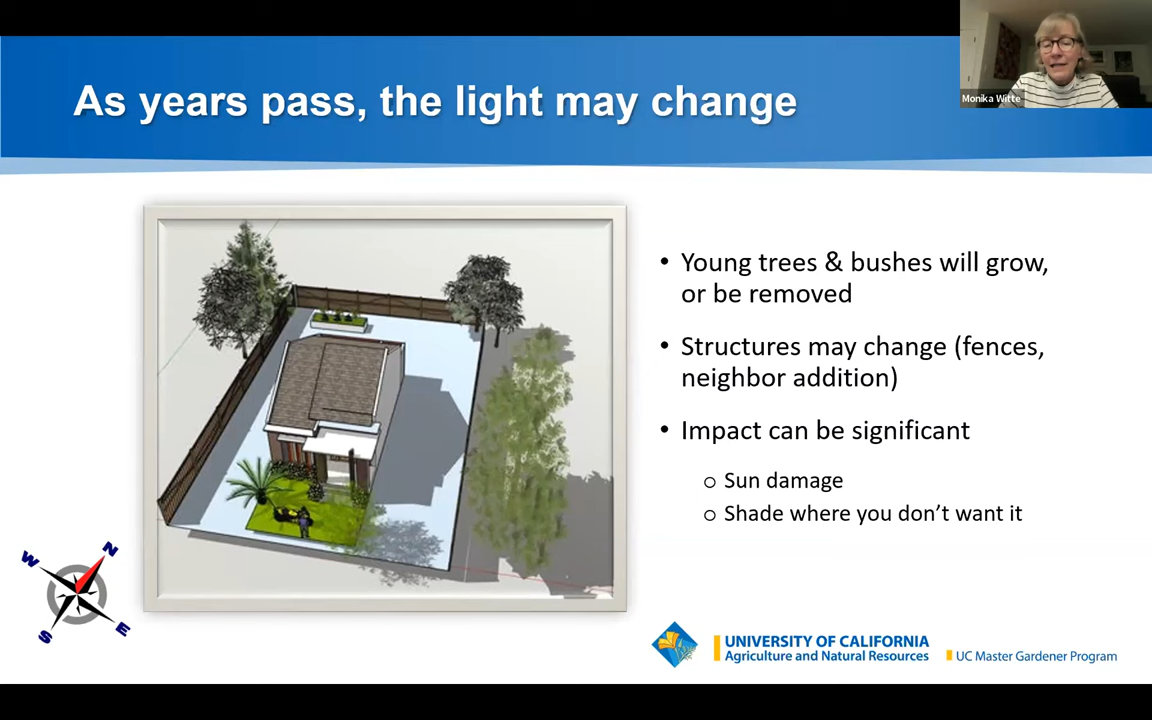 As years pass, the light may change
Monika Witte
• Young trees & bushes will grow,
or be removed
• Structures may change (fences,
neighbor addition)
• Impact can be significant
o Sun damage
o Shade where you don’t want it
N
W
S
E
UNIVERSITY OF CALIFORNIA
Agriculture and Natural Resources
UC Master Gardener Program